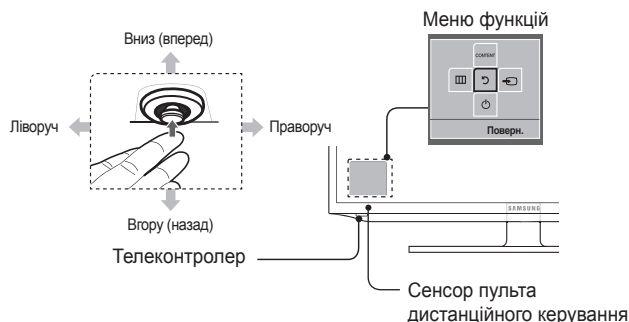 Меню функцій
Вниз (вперед)
CONTENT
Ліворуч
Праворуч
Поверн.
SAMSUNG
Вгору (назад)
Телеконтролер
Сенсор пульта
дистанційного керування